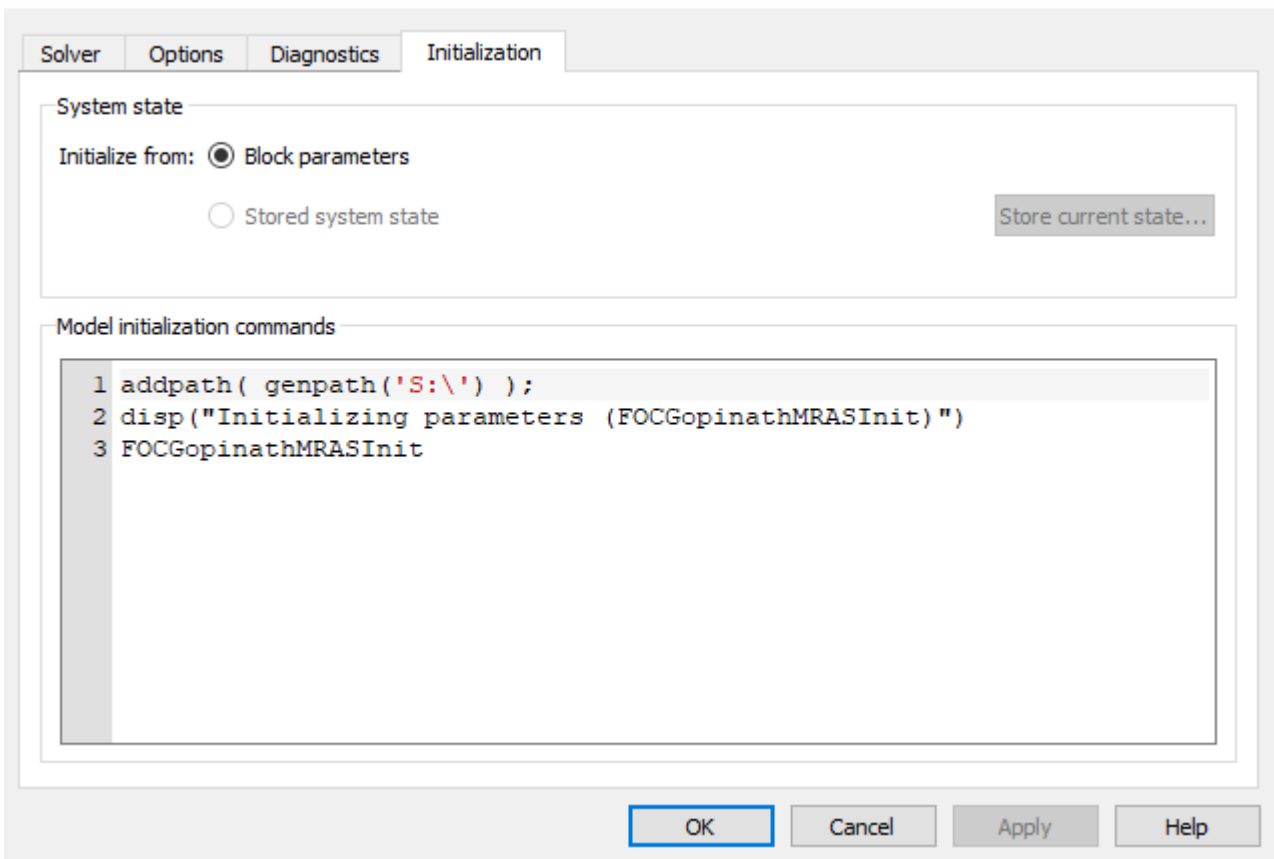 Solver Options Diagnostics Initialization
System state
Initialize from: Block parameters
Stored system state Store current state...
Model initialization commands
1 addpath( genpath('S:\') );
2 disp("Initializing parameters (FOCGopinathMRASInit)")
3 FOCGopinathMRASInit
OK Cancel Apply Help